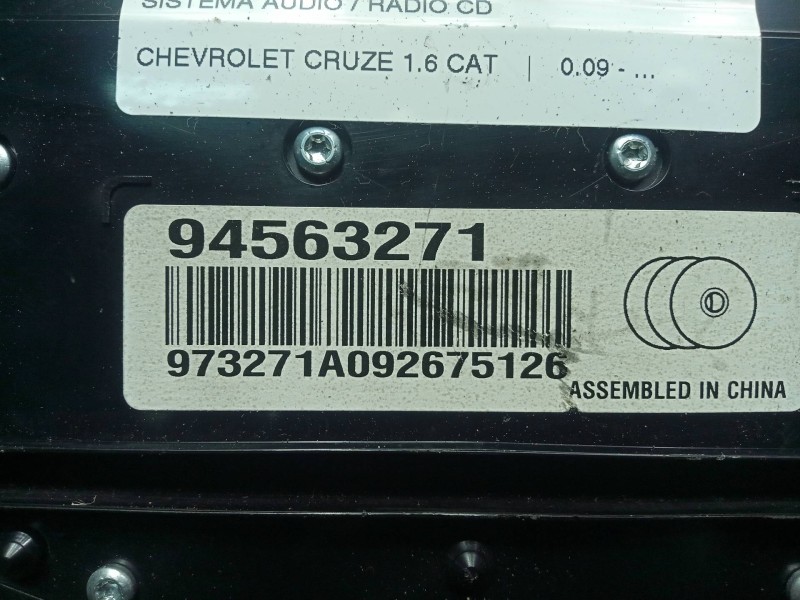 SISTEMA AUDIO / RADIO CD
CHEVROLET CRUZE 1.6 CAT | 0.09 - ...
94563271
973271A092675126
ASSEMBLED IN CHINA